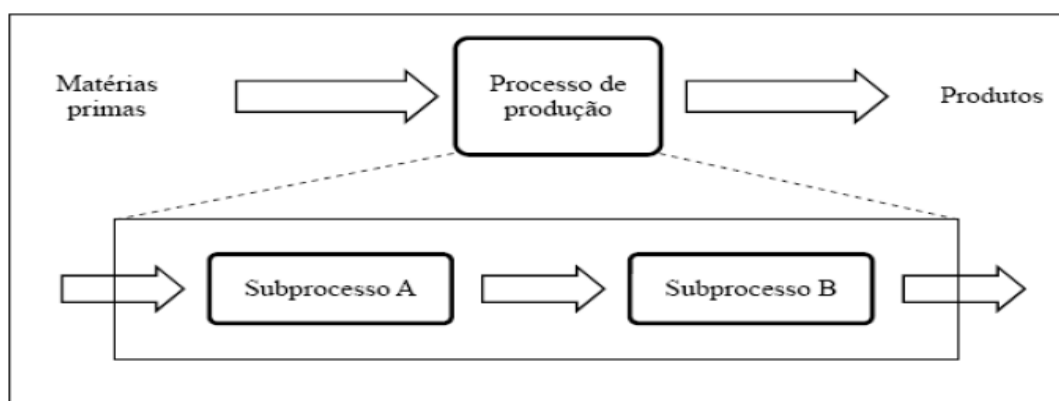 Matérias
primas
Processo de
produção
Produtos
Subprocesso A
Subprocesso B